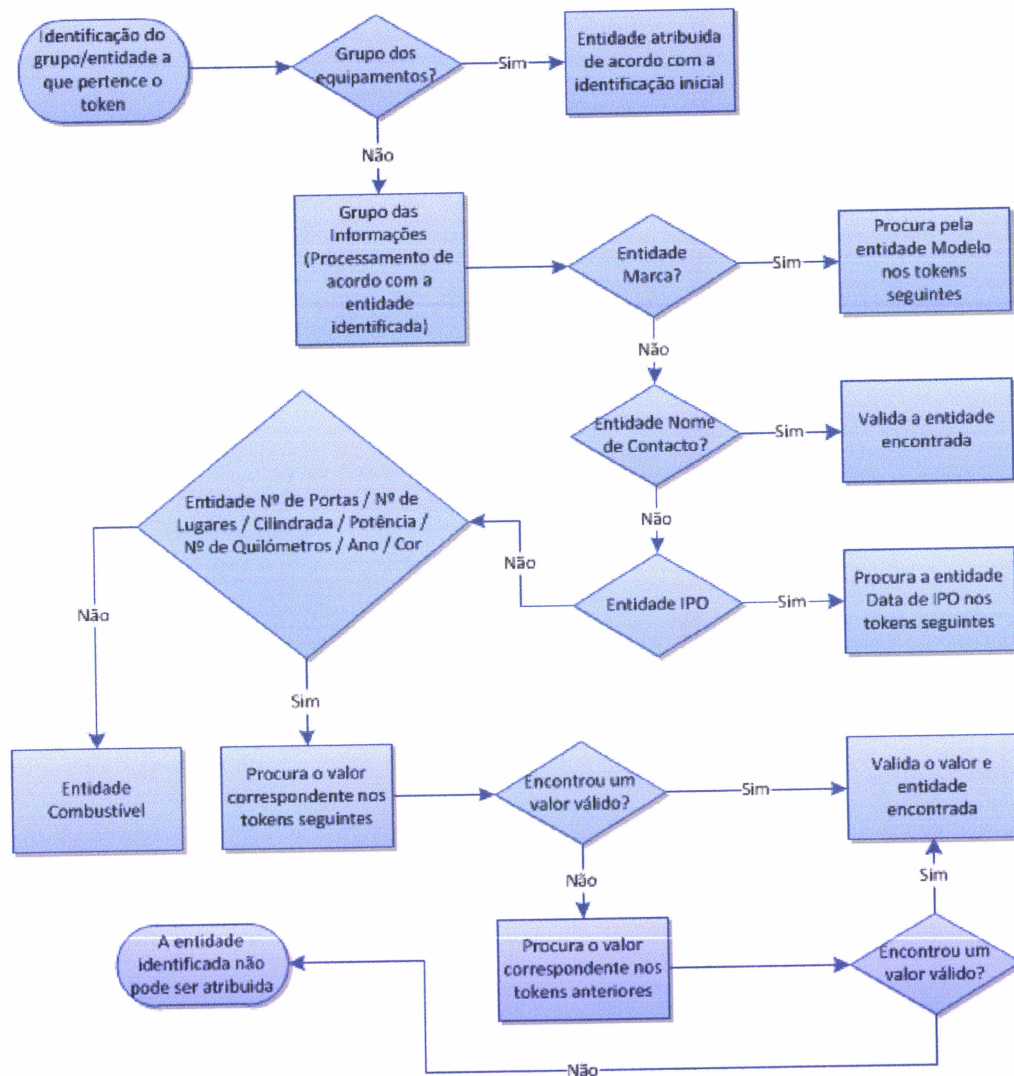 Identificação do
grupo/entidade a
que pertence o
token
Grupo dos
equipamentos?
Sim
Entidade atribuida
de acordo com a
identificação inicial
Não
Grupo das
Informações
(Processamento de
acordo com a
entidade
identificada)
Entidade
Marca?
Sim
Procura pela
entidade Modelo
nos tokens
seguintes
Não
Entidade Nome
de Contacto?
Sim
Valida a entidade
encontrada
Não
Entidade IPO
Sim
Procura a entidade
Data de IPO nos
tokens seguintes
Não
Entidade Nº de Portas / Nº de
Lugares / Cilindrada / Potência /
Nº de Quilómetros / Ano / Cor
Não
Entidade
Combustível
Sim
Procura o valor
correspondente nos
tokens seguintes
Encontrou um
valor válido?
Sim
Valida o valor e
entidade
encontrada
Não
Procura o valor
correspondente nos
tokens anteriores
Encontrou um
valor válido?
Sim
Não
A entidade
identificada não
pode ser atribuida